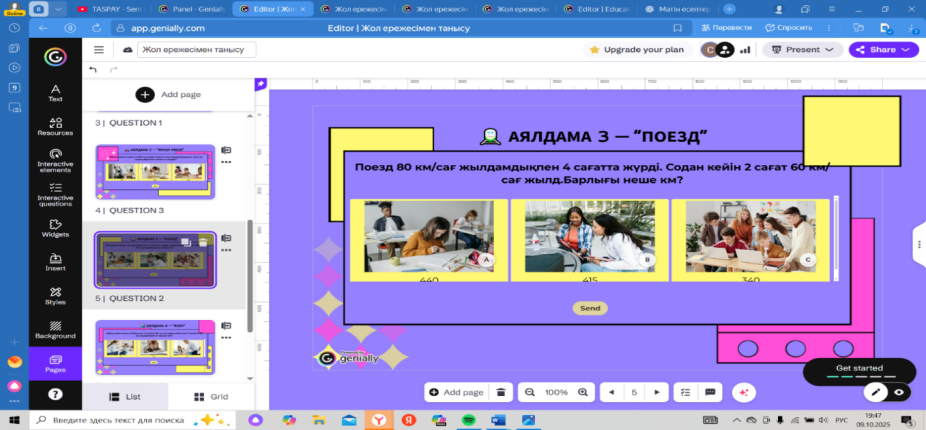 TASPAY - Seri
Panel - Genially
Editor | Жол
Жол ережесімен
Жол ережесімен
Жол ережесімен
Editor | Educat
Мәтін есептер
app.genially.com
Editor | Жол ережесімен танысу
Перевести
Спросить
Жол ережесімен танысу
Upgrade your plan
C
Present
Share
Text
Resources
Interactive elements
Interactive questions
Widgets
Insert
Styles
Background
Pages
Add page
3 | QUESTION 1
4 | QUESTION 3
5 | QUESTION 2
List
Grid
АЯЛДАМА 3 – “ПОЕЗД”
Поезд 80 км/сағ жылдамдықпен 4 сағатта жүрді. Содан кейін 2 сағат 60 км/
сағ жылд.Барлығы неше км?
A
B
C
440
415
340
Send
genially
Add page
100%
5
Get started
Введите здесь текст для поиска
РУС
19:47
09.10.2025